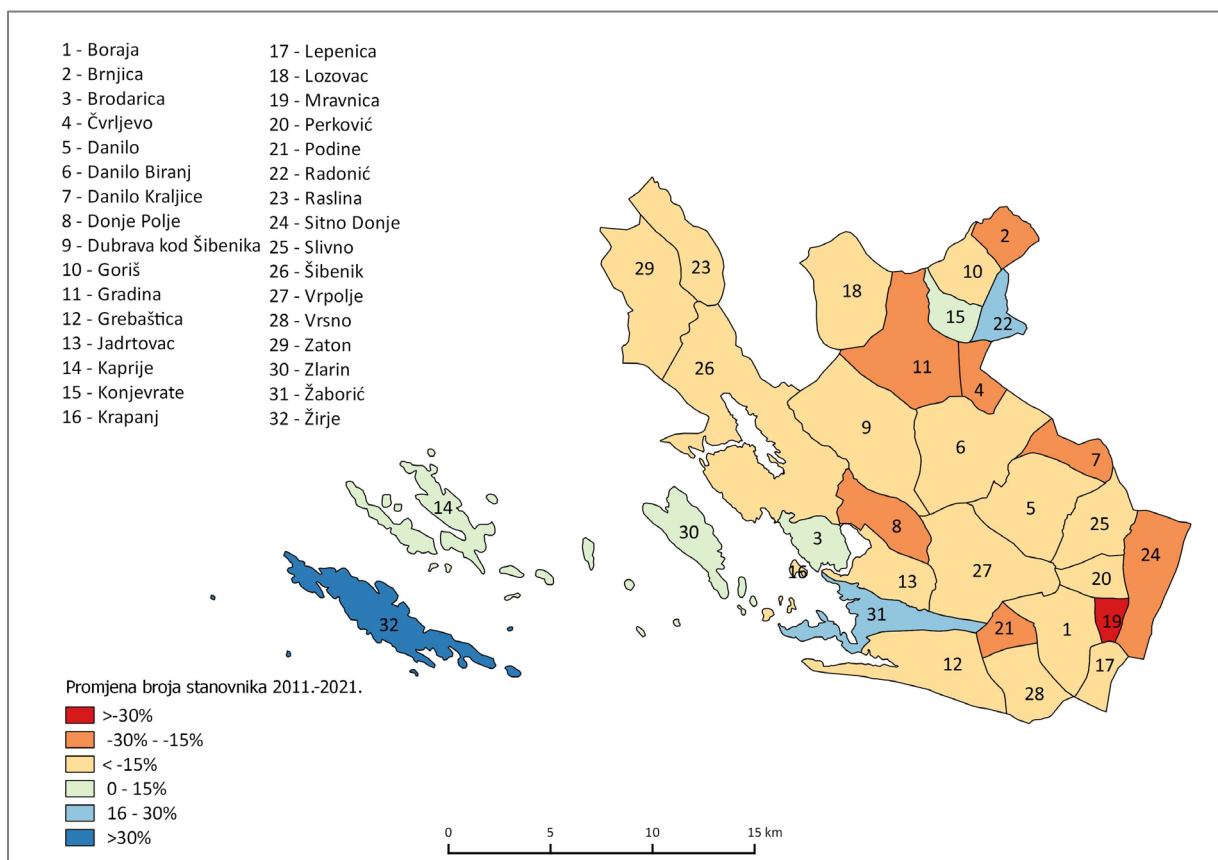 1 - Boraja
2 - Brnjica
3 - Brodarica
4 - Čvrljevo
5 - Danilo
6 - Danilo Biranj
7 - Danilo Kraljice
8 - Donje Polje
9 - Dubrava kod Šibenika
10 - Goriš
11 - Gradina
12 - Grebaštica
13 - Jadrtovac
14 - Kaprije
15 - Konjevrate
16 - Krapanj
17 - Lepenica
18 - Lozovac
19 - Mravnica
20 - Perković
21 - Podine
22 - Radonić
23 - Raslina
24 - Sitno Donje
25 - Slivno
26 - Šibenik
27 - Vrpolje
28 - Vrsno
29 - Zaton
30 - Zlarin
31 - Žaborić
32 - Žirje
2
10
29
23
18
15
22
26
11
4
9
6
7
14
5
25
30
3
8
24
16
13
27
20
32
31
21
1
19
12
17
28
Promjena broja stanovnika 2011.-2021.
>-30%
-30% - -15%
< -15%
0 - 15%
16 - 30%
>30%
0 5 10 15 km